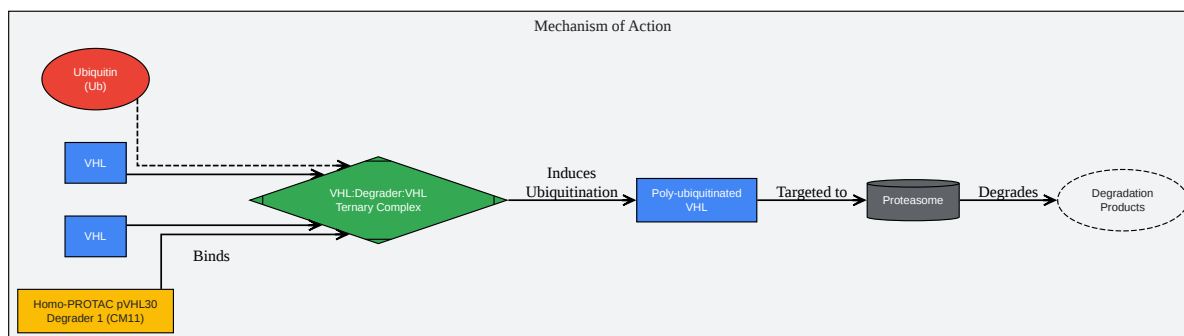 Mechanism of Action
Ubiquitin
(Ub)
VHL
VHL
Homo-PROTAC pVHL30
Degrader 1 (CM11)
Binds
VHL:Degrader:VHL
Ternary Complex
Induces
Ubiquitination
Poly-ubiquitinated
VHL
Targeted to
Proteasome
Degrades
Degradation
Products